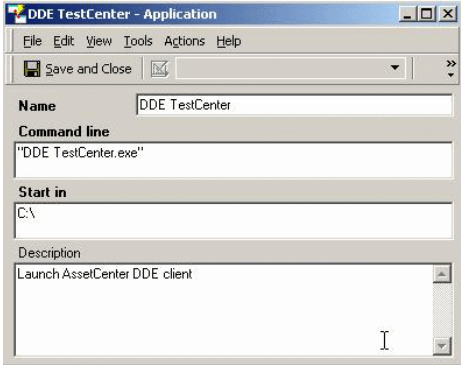 DDE TestCenter - Application
File Edit View Tools Actions Help
Save and Close
Name DDE TestCenter
Command line
"DDE TestCenter.exe"
Start in
C:\
Description
Launch AssetCenter DDE client